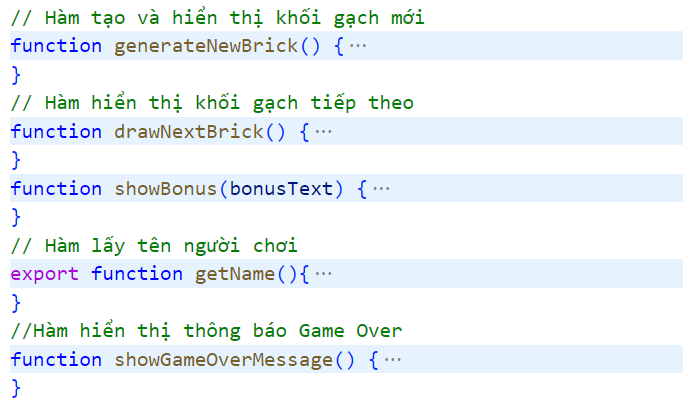 // Hàm tạo và hiển thị khối gạch mới
function generateNewBrick() {···
}
// Hàm hiển thị khối gạch tiếp theo
function drawNextBrick() {···
}
function showBonus(bonusText) {···
}
// Hàm lấy tên người chơi
export function getName(){···
}
//Hàm hiển thị thông báo Game Over
function showGameOverMessage() {···
}